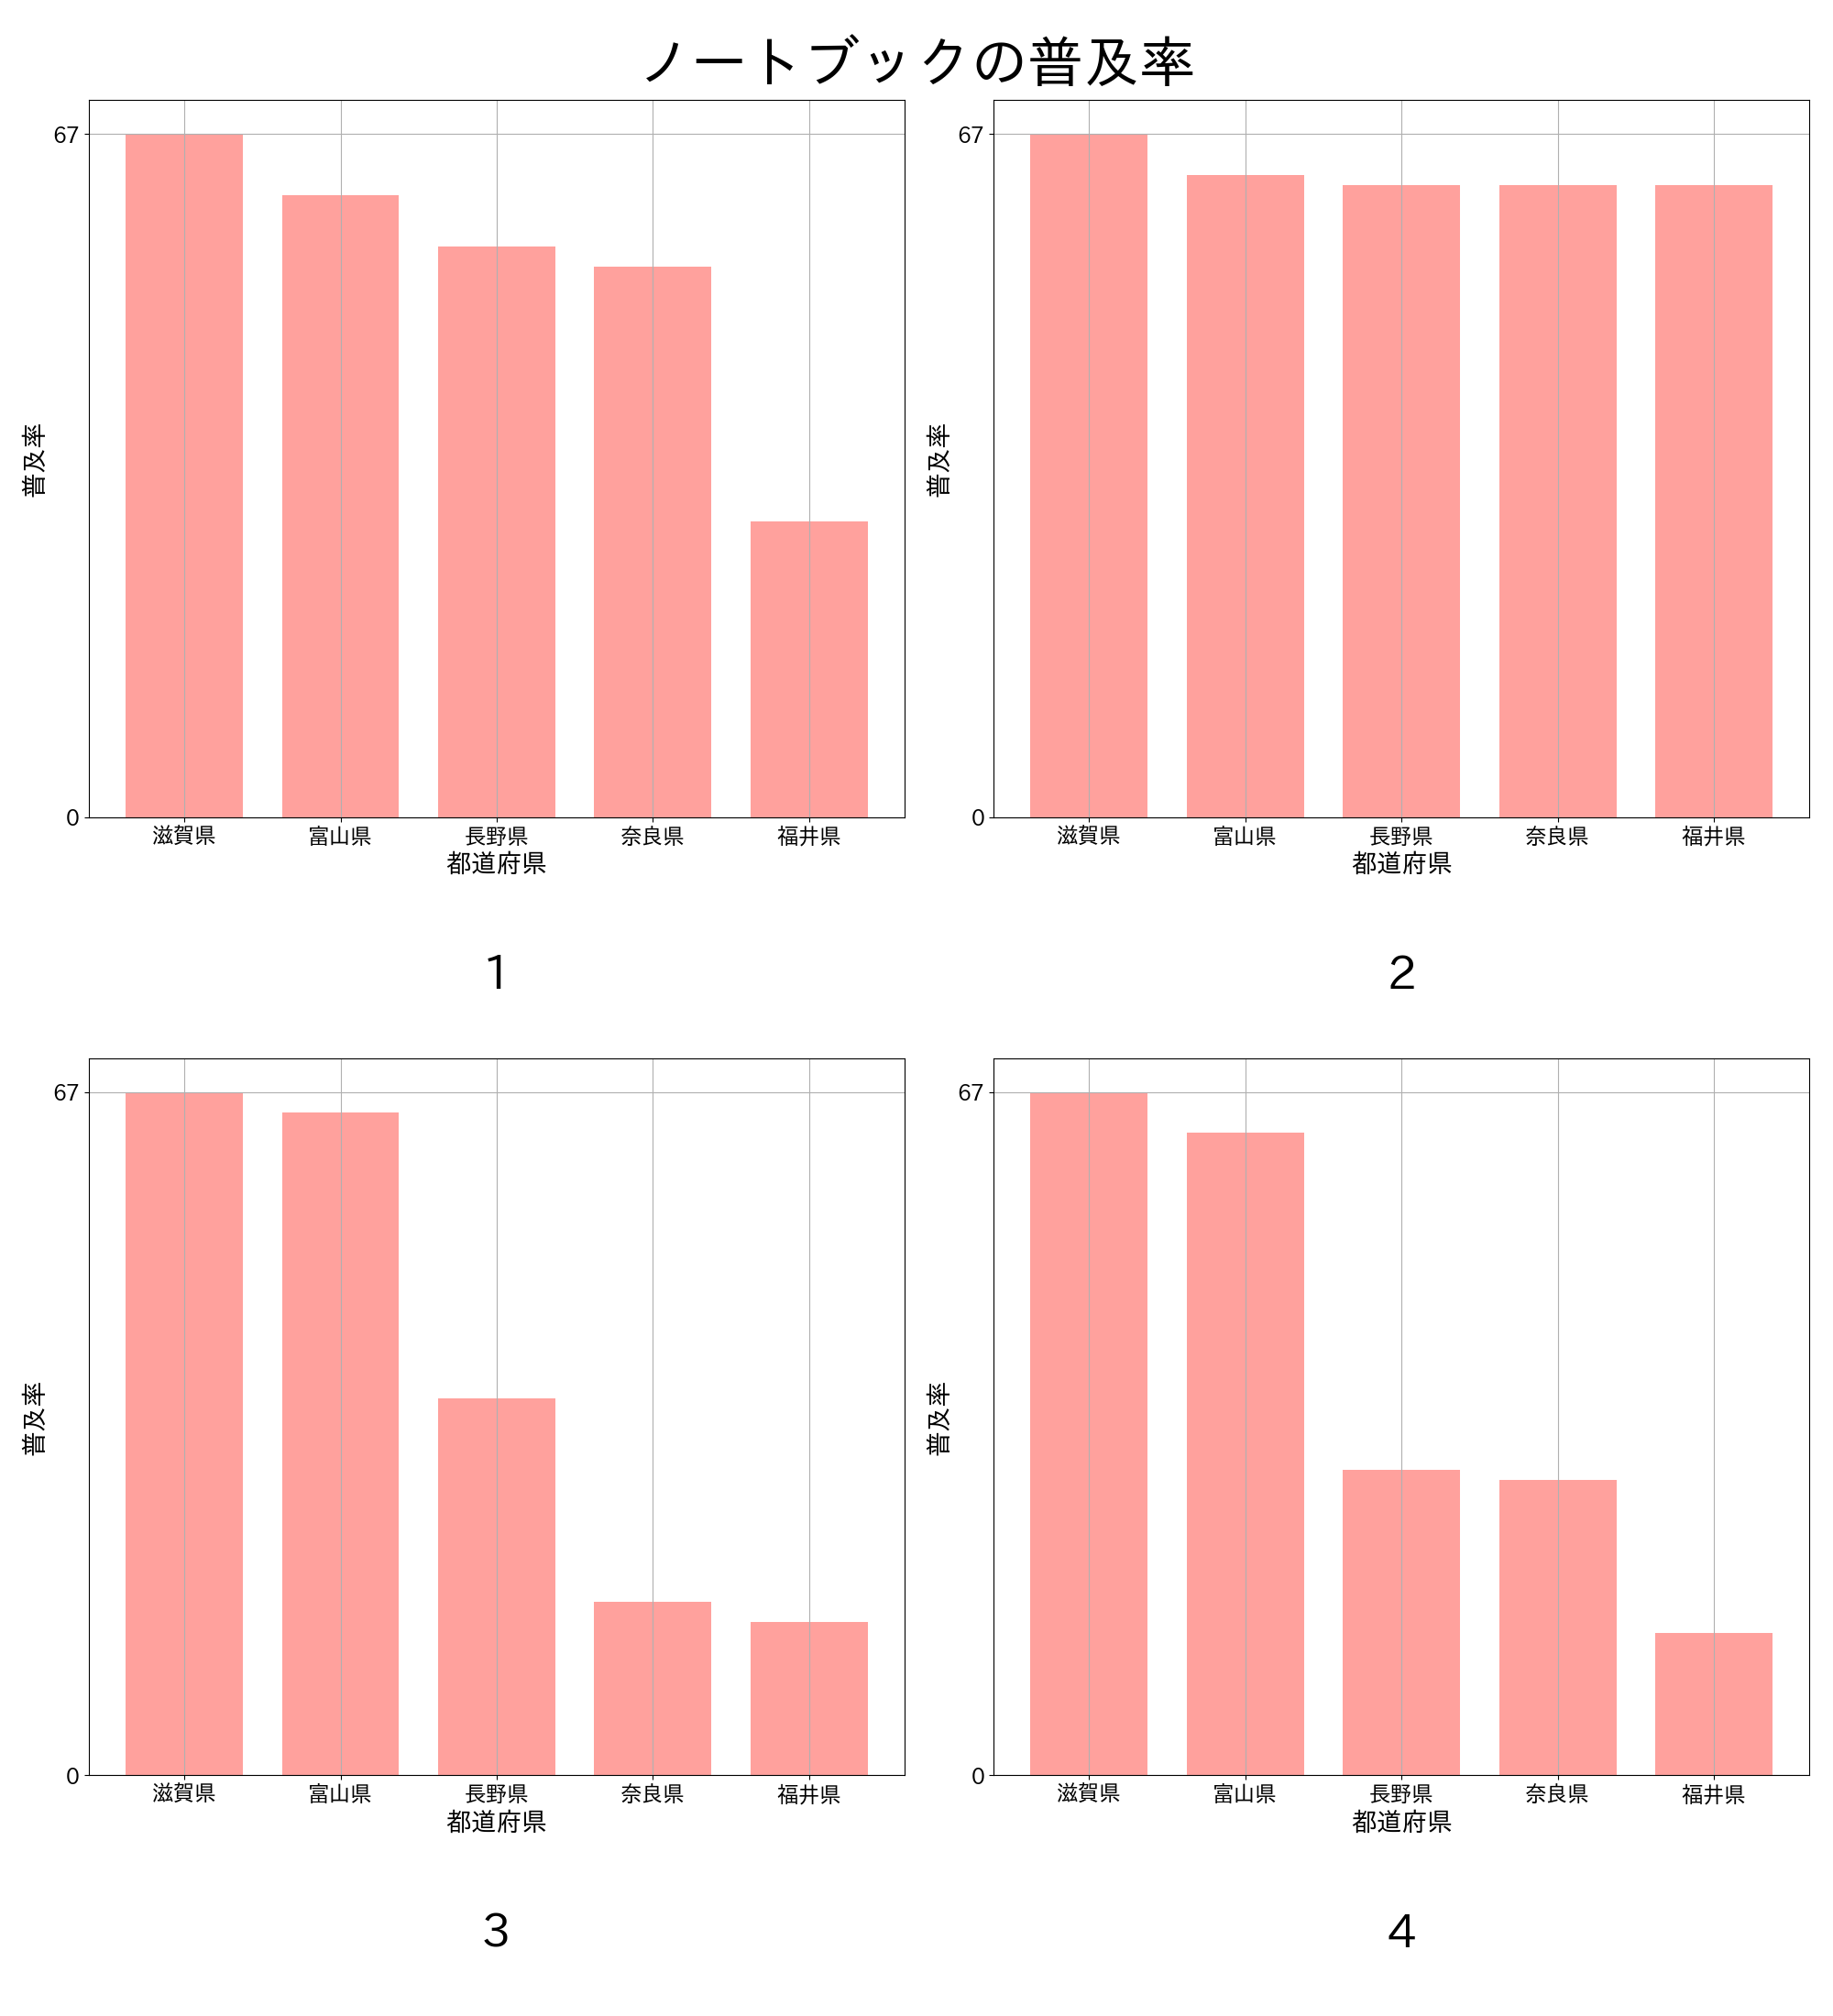 ノートブックの普及率
67
0
普及率
滋賀県 富山県 長野県 奈良県 福井県
都道府県
1
67
0
普及率
滋賀県 富山県 長野県 奈良県 福井県
都道府県
2
67
0
普及率
滋賀県 富山県 長野県 奈良県 福井県
都道府県
3
67
0
普及率
滋賀県 富山県 長野県 奈良県 福井県
都道府県
4